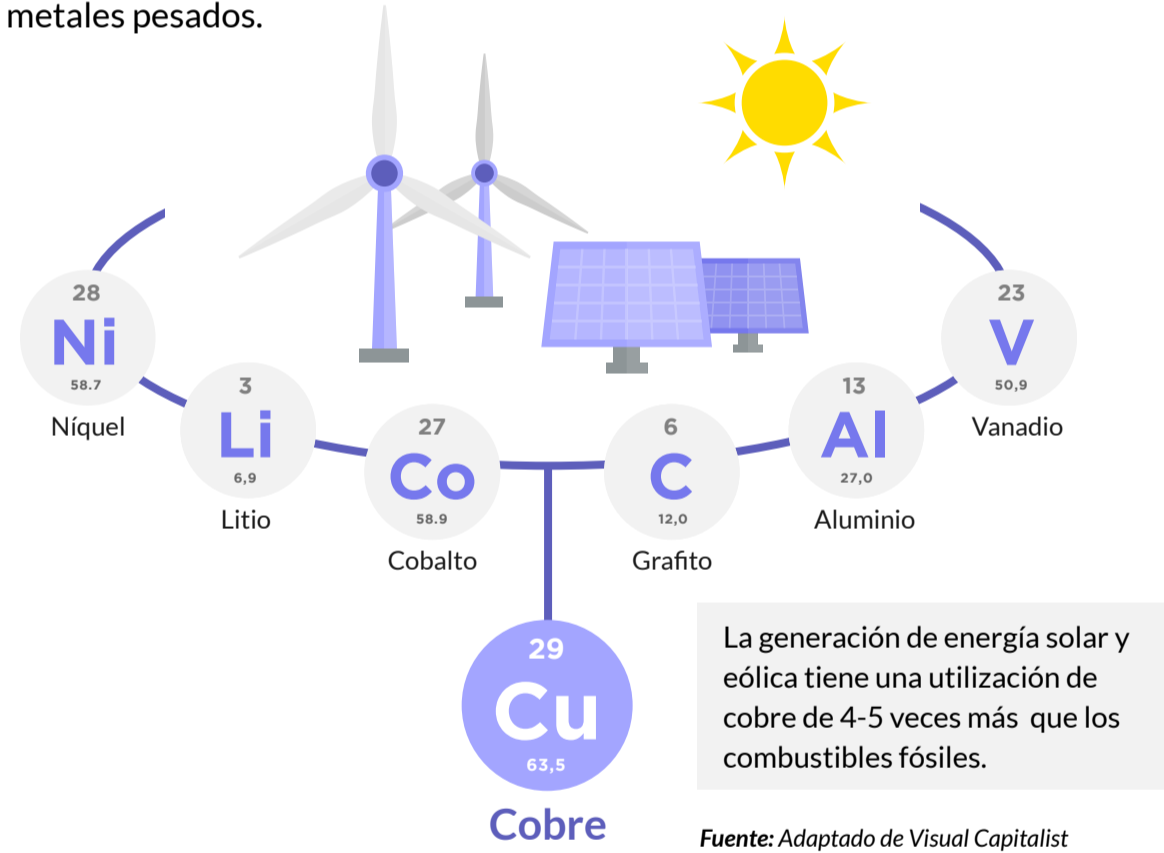 metales pesados.
28
Ni
58.7
Níquel
3
Li
6,9
Litio
27
Co
58.9
Cobalto
6
C
12,0
Grafito
13
Al
27,0
Aluminio
23
V
50,9
Vanadio
29
Cu
63,5
Cobre
La generación de energía solar y
eólica tiene una utilización de
cobre de 4-5 veces más que los
combustibles fósiles.
Fuente: Adaptado de Visual Capitalist